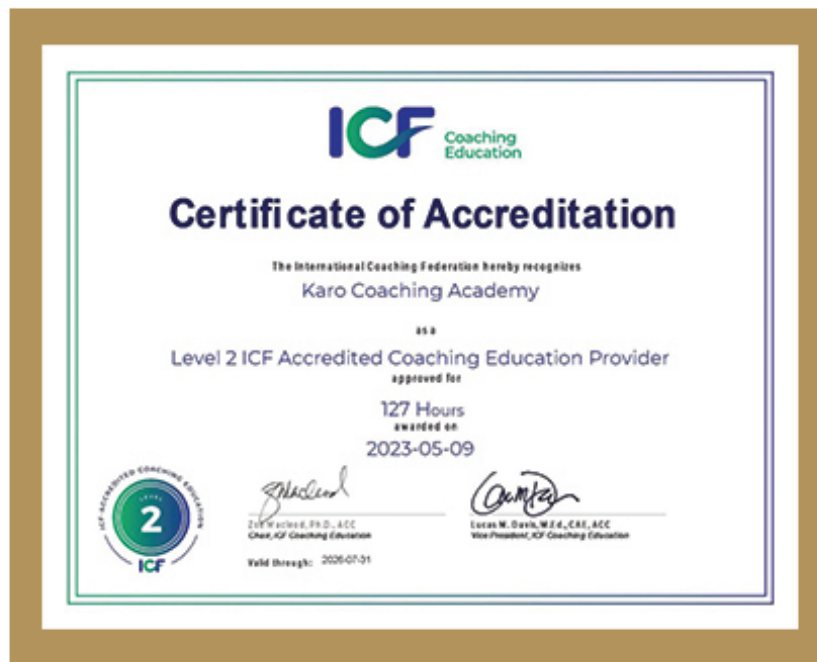 ICF Coaching
Education
Certificate of Accreditation
The International Coaching Federation hereby recognizes
Karo Coaching Academy
as a
Level 2 ICF Accredited Coaching Education Provider
approved for
127 Hours
awarded on
2023-05-09
ICF-ACCREDITED COACHING EDUCATION
LEVEL
2
ICF
Zoë Macleod, Ph.D., ACC
Chair, ICF Coaching Education
Lucas M. Davis, M.Ed., CAE, ACC
Vice President, ICF Coaching Education
Valid through: 2026-07-31